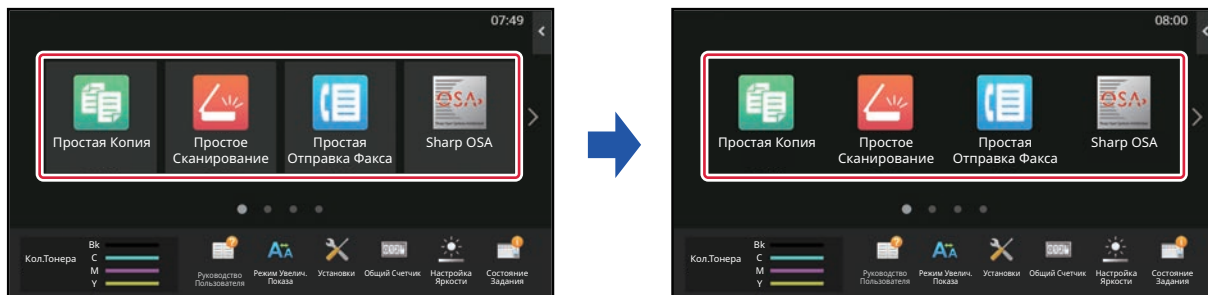 07:49
Простая Копия
Простое
Сканирование
Простая
Отправка Факса
OSA
Sharp OSA
Кол.Тонера
Bk
C
M
Y
Руководство
Пользователя
Режим Увелич.
Показа
Установки
Общий Счетчик
Настройка
Яркости
Состояние
Задания
08:00
Простая Копия
Простое
Сканирование
Простая
Отправка Факса
OSA
Sharp OSA
Кол.Тонера
Bk
C
M
Y
Руководство
Пользователя
Режим Увелич.
Показа
Установки
Общий Счетчик
Настройка
Яркости
Состояние
Задания